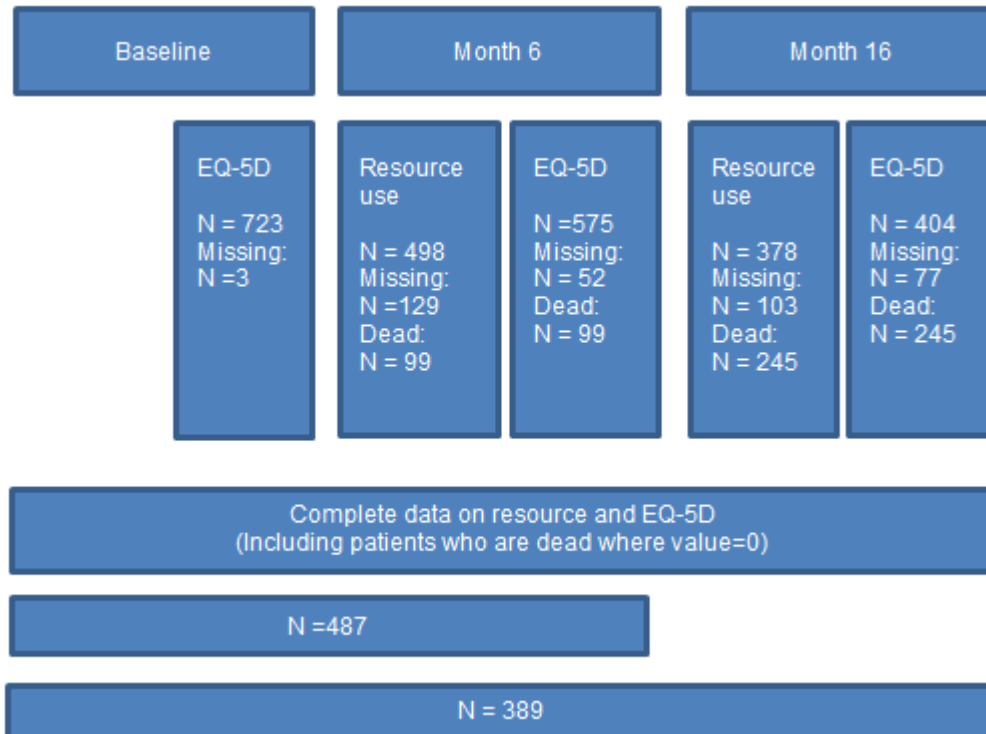 Baseline
Month 6
Month 16
EQ-5D
N = 723
Missing:
N =3
Resource
use
N = 498
Missing:
N =129
Dead:
N = 99
EQ-5D
N =575
Missing:
N = 52
Dead:
N = 99
Resource
use
N = 378
Missing:
N = 103
Dead:
N = 245
EQ-5D
N = 404
Missing:
N = 77
Dead:
N = 245
Complete data on resource and EQ-5D
(Including patients who are dead where value=0)
N =487
N = 389